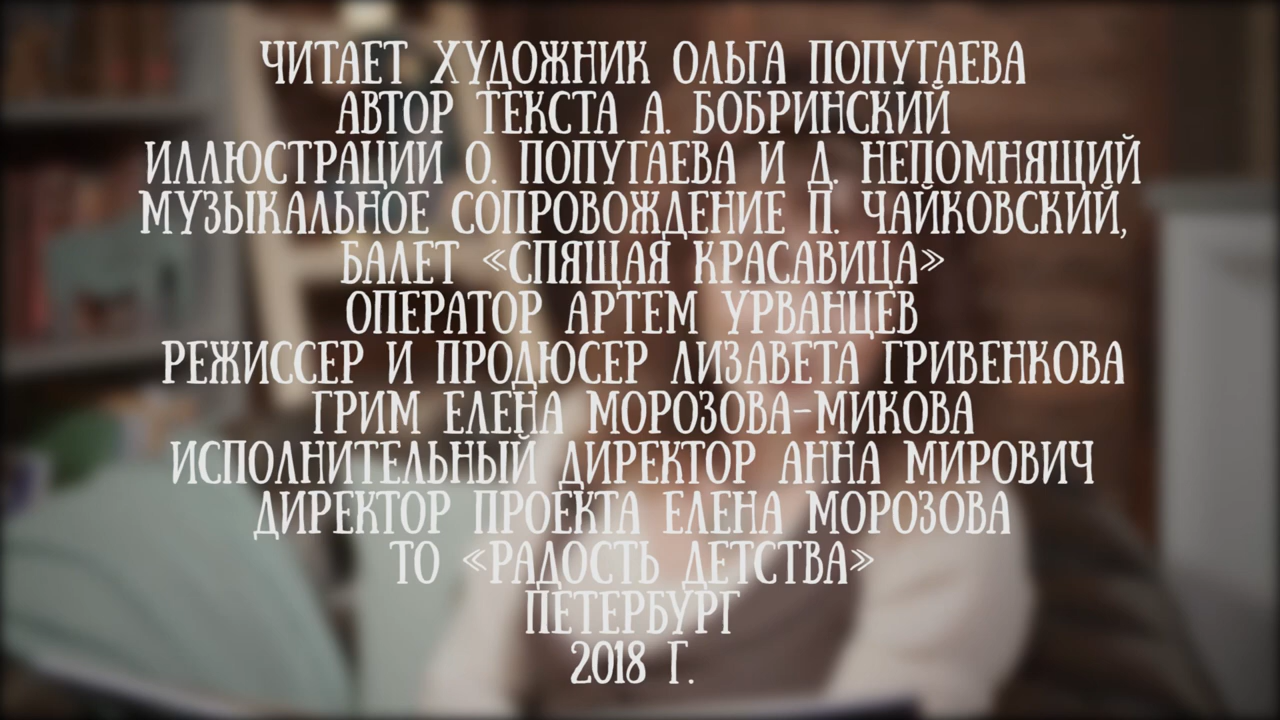 ЧИТАЕТ ХУДОЖНИК ОЛЬГА ПОПУГАЕВА
АВТОР ТЕКСТА А. БОБРИНСКИЙ
ИЛЛЮСТРАЦИИ О. ПОПУГАЕВА И Д. НЕПОМНЯЩИЙ
МУЗЫКАЛЬНОЕ СОПРОВОЖДЕНИЕ П. ЧАЙКОВСКИЙ,
БАЛЕТ «СПЯЩАЯ КРАСАВИЦА»
ОПЕРАТОР АРТЕМ УРВАНЦЕВ
РЕЖИССЕР И ПРОДЮСЕР ЛИЗАВЕТА ГРИВЕНКОВА
ГРИМ ЕЛЕНА МОРОЗОВА-МИКОВА
ИСПОЛНИТЕЛЬНЫЙ ДИРЕКТОР АННА МИРОВИЧ
ДИРЕКТОР ПРОЕКТА ЕЛЕНА МОРОЗОВА
ТО «РАДОСТЬ ДЕТСТВА»
ПЕТЕРБУРГ
2018 Г.